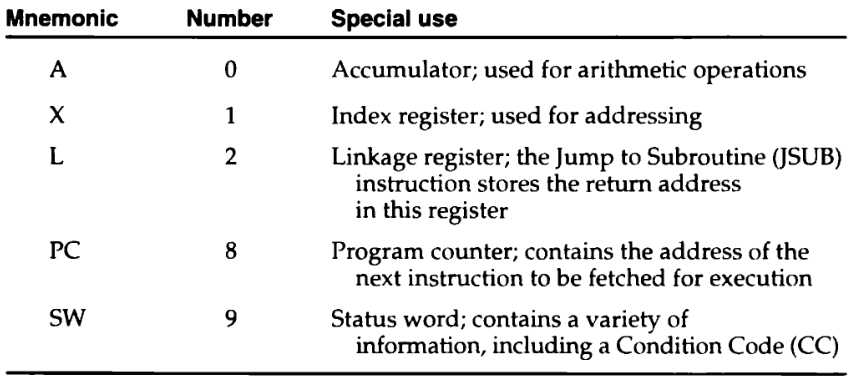 Mnemonic Number Special use
A 0 Accumulator; used for arithmetic operations
X 1 Index register; used for addressing
L 2 Linkage register; the Jump to Subroutine (JSUB)
instruction stores the return address
in this register
PC 8 Program counter; contains the address of the
next instruction to be fetched for execution
SW 9 Status word; contains a variety of
information, including a Condition Code (CC)